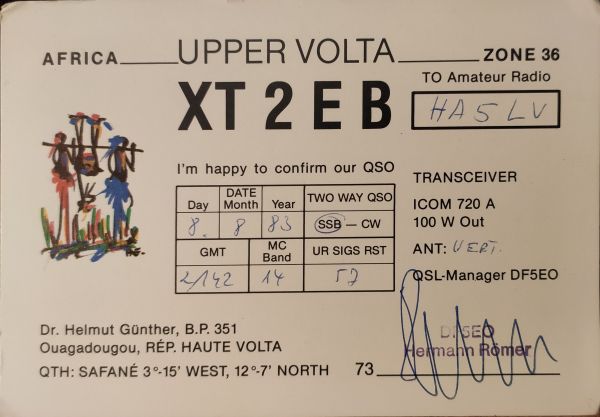 AFRICA UPPER VOLTA ZONE 36
XT 2 E B
TO Amateur Radio
HA5LV
I'm happy to confirm our QSO
Day DATE Month Year TWO WAY QSO
8. 8 83 SSB — CW
GMT MC Band UR SIGS RST
14 57
TRANSCEIVER
ICOM 720 A
100 W Out
ANT: VERT.
QSL-Manager DF5EO
DF5EO
Hermann Römer
Dr. Helmut Günther, B.P. 351
Ouagadougou, RÉP. HAUTE VOLTA
QTH: SAFANÉ 3°-15' WEST, 12°-7' NORTH 73